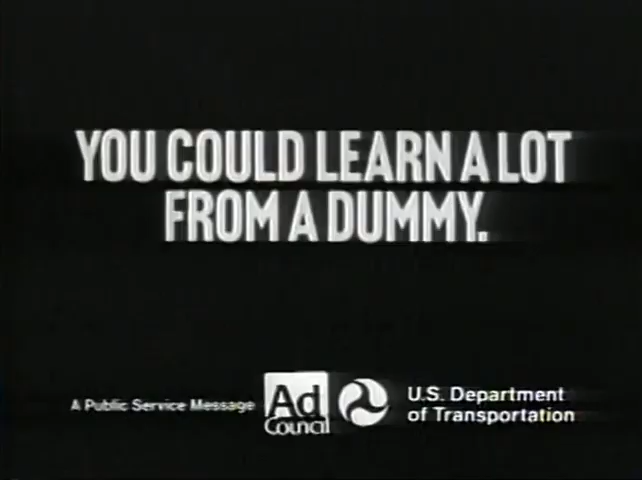 YOU COULD LEARN A LOT
FROM A DUMMY.
A Public Service Message
Ad
Council
U.S. Department
of Transportation